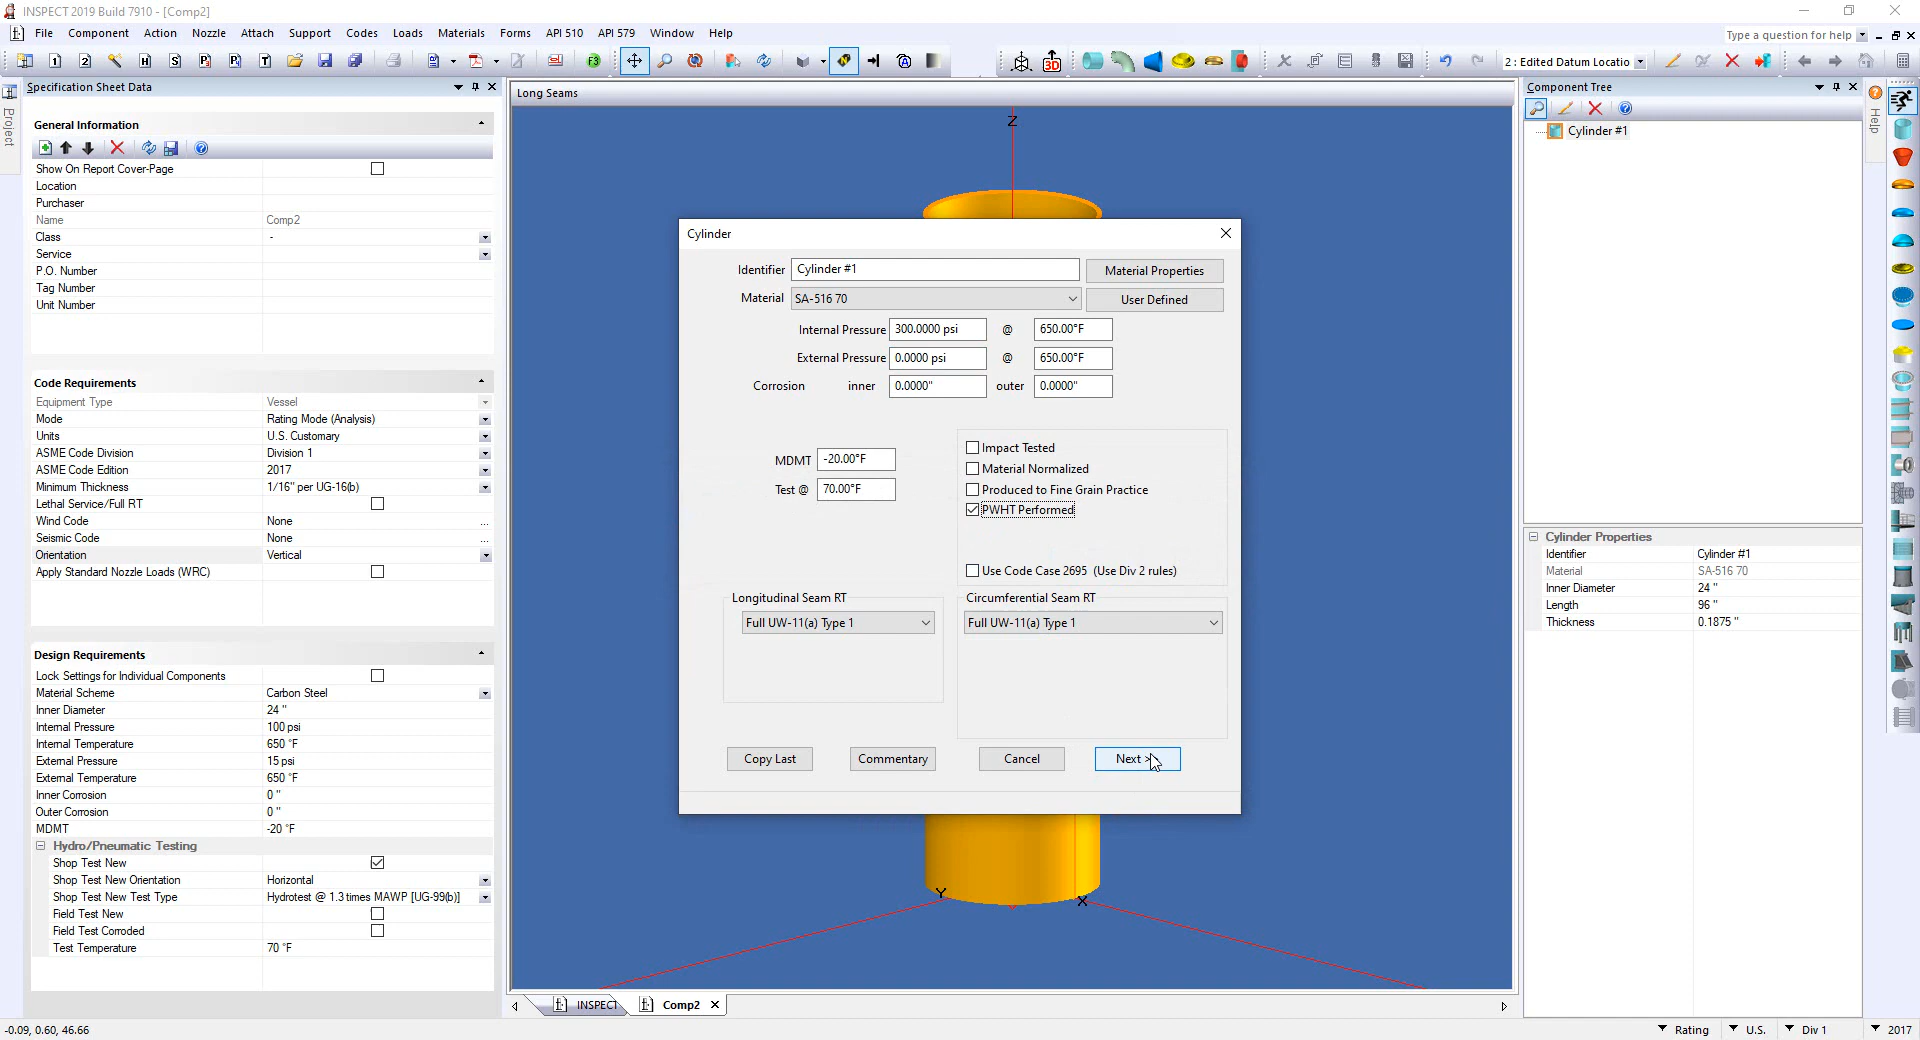 INSPECT 2019 Build 7910 - [Comp2]
File Component Action Nozzle Attach Support Codes Loads Materials Forms API 510 API 579 Window Help
Type a question for help
2 : Edited Datum Locatio
Project
Specification Sheet Data
General Information
Show On Report Cover-Page
Location
Purchaser
Name Comp2
Class -
Service
P.O. Number
Tag Number
Unit Number
Code Requirements
Equipment Type Vessel
Mode Rating Mode (Analysis)
Units U.S. Customary
ASME Code Division Division 1
ASME Code Edition 2017
Minimum Thickness 1/16" per UG-16(b)
Lethal Service/Full RT
Wind Code None ...
Seismic Code None ...
Orientation Vertical
Apply Standard Nozzle Loads (WRC)
Design Requirements
Lock Settings for Individual Components
Material Scheme Carbon Steel
Inner Diameter 24 "
Internal Pressure 100 psi
Internal Temperature 650 °F
External Pressure 15 psi
External Temperature 650 °F
Inner Corrosion 0 "
Outer Corrosion 0 "
MDMT -20 °F
Hydro/Pneumatic Testing
Shop Test New
Shop Test New Orientation Horizontal
Shop Test New Test Type Hydrotest @ 1.3 times MAWP [UG-99(b)]
Field Test New
Field Test Corroded
Test Temperature 70 °F
Long Seams
Z
Y
X
Cylinder
Identifier Cylinder #1 Material Properties
Material SA-516 70 User Defined
Internal Pressure 300.0000 psi @ 650.00°F
External Pressure 0.0000 psi @ 650.00°F
Corrosion inner 0.0000" outer 0.0000"
MDMT -20.00°F
Test @ 70.00°F
Impact Tested
Material Normalized
Produced to Fine Grain Practice
PWHT Performed
Use Code Case 2695 (Use Div 2 rules)
Longitudinal Seam RT
Full UW-11(a) Type 1
Circumferential Seam RT
Full UW-11(a) Type 1
Copy Last Commentary Cancel Next >
INSPECT Comp2
Component Tree
Cylinder #1
Cylinder Properties
Identifier Cylinder #1
Material SA-516 70
Inner Diameter 24 "
Length 96 "
Thickness 0.1875 "
Help
-0.09, 0.60, 46.66
Rating U.S. Div 1 2017